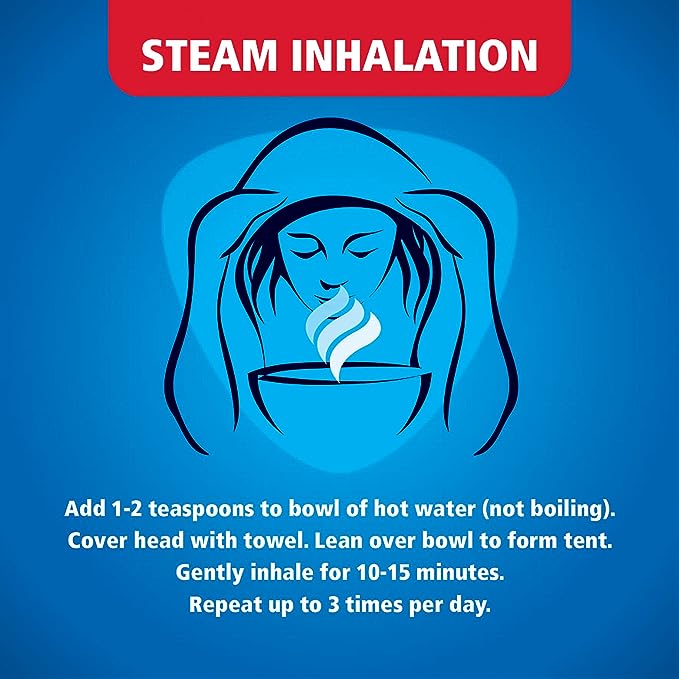 STEAM INHALATION
Add 1-2 teaspoons to bowl of hot water (not boiling).
Cover head with towel. Lean over bowl to form tent.
Gently inhale for 10-15 minutes.
Repeat up to 3 times per day.